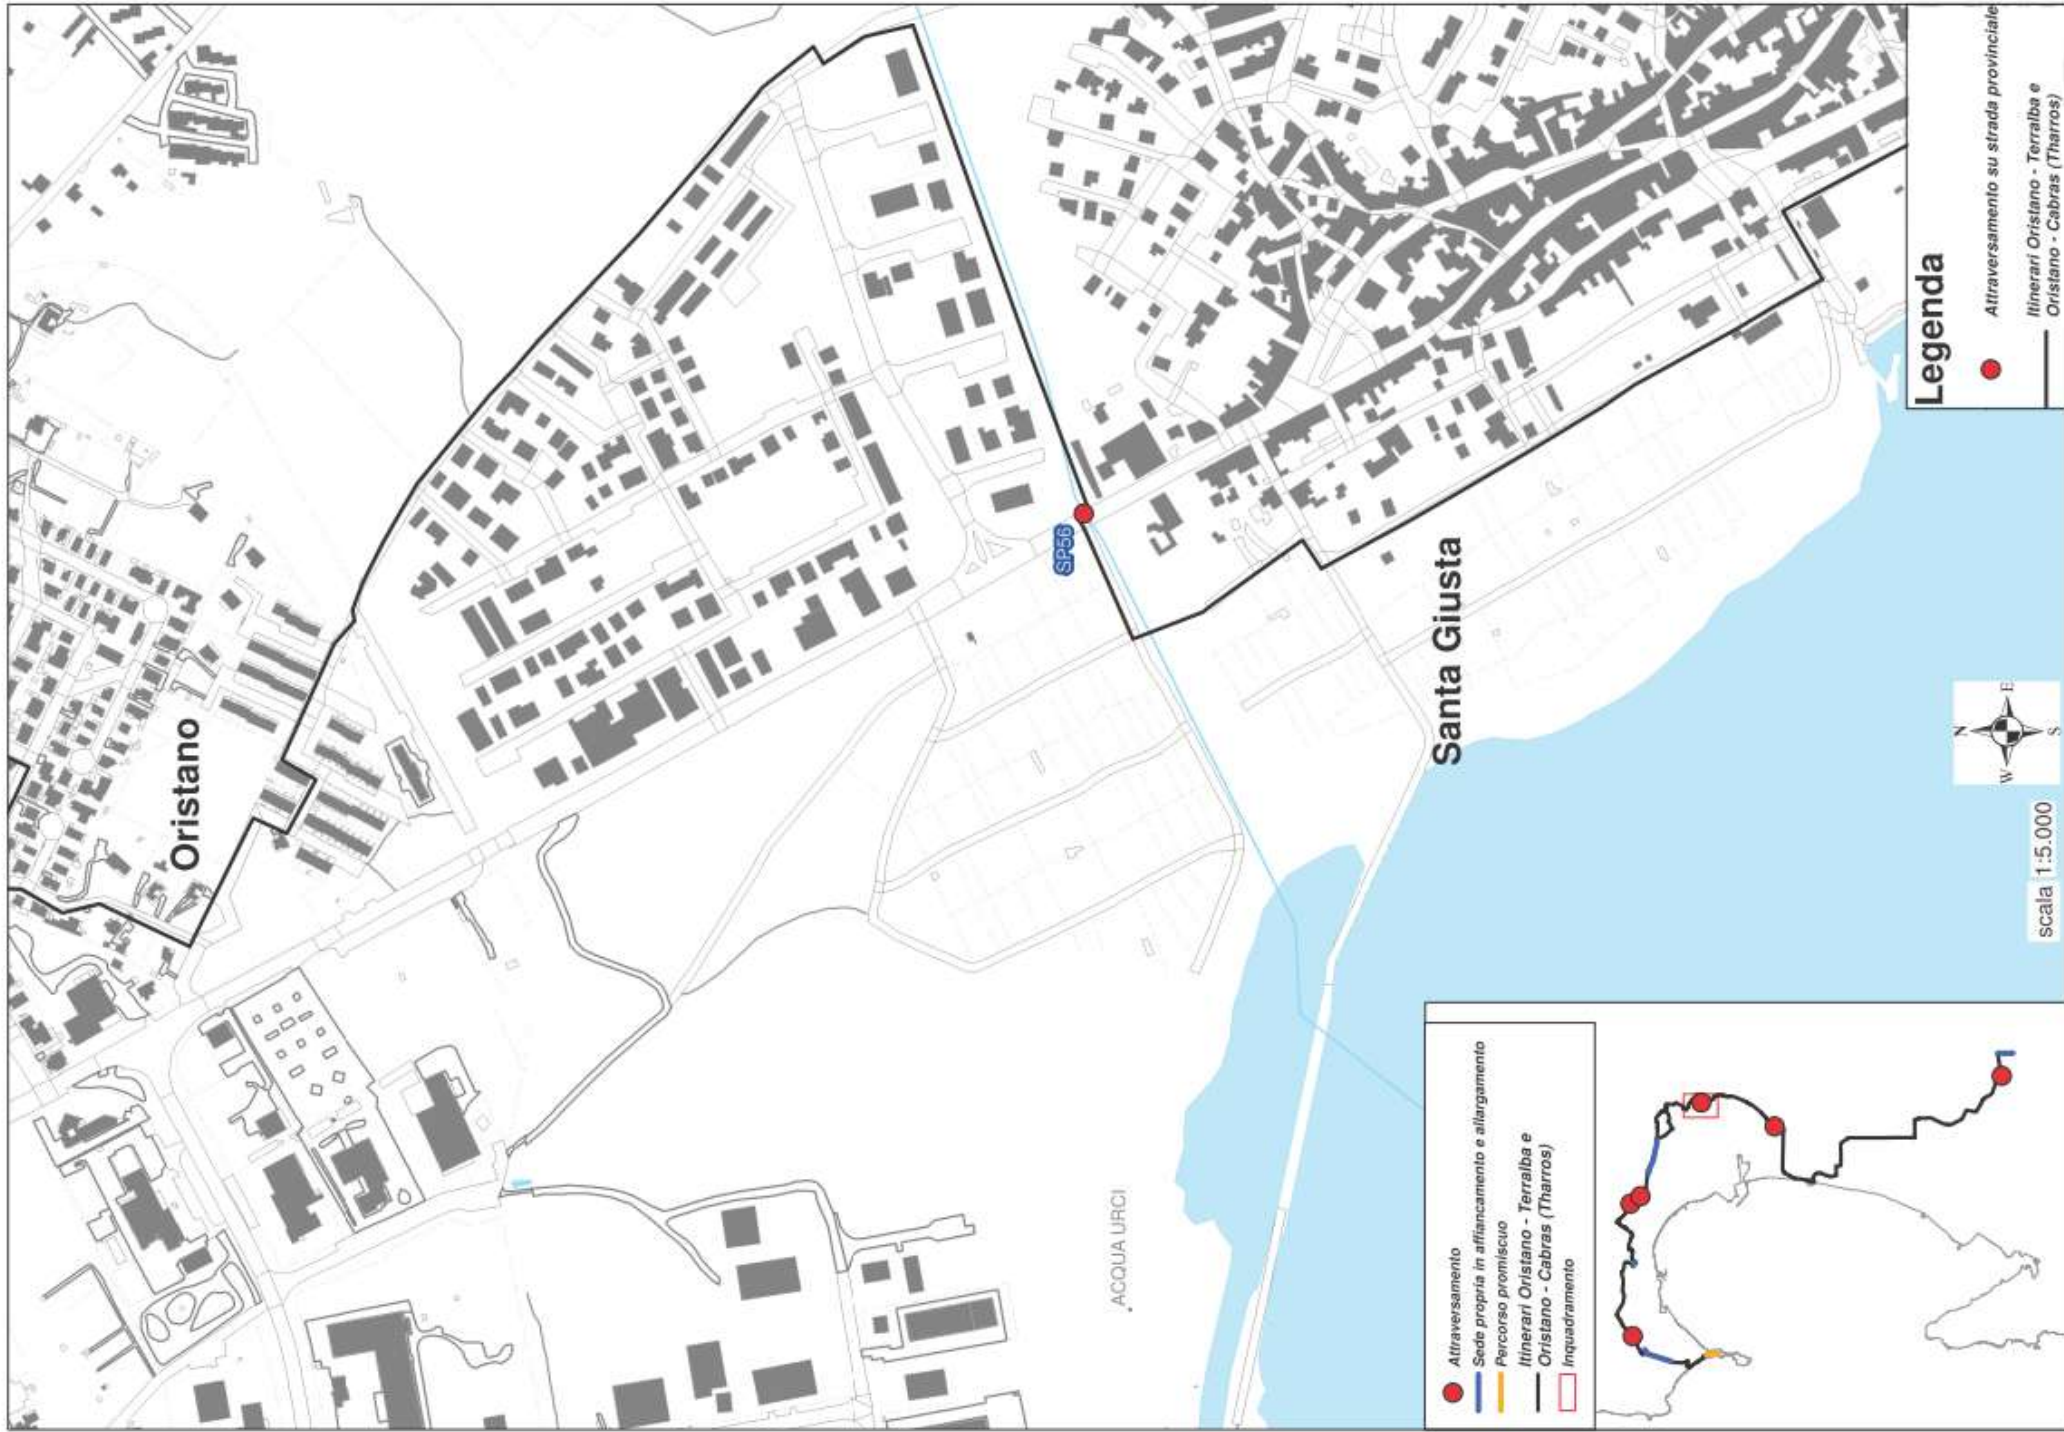 Oristano
SP56
Santa Giusta
ACQUA URCI
Legenda
Attraversamento su strada provinciale
Itinerari Oristano - Terralba e
Oristano - Cabras (Tharros)
N
W
E
S
scala 1:5.000
Attraversamento
Sede propria in affiancamento e allargamento
Percorso promiscuo
Itinerari Oristano - Terralba e
Oristano - Cabras (Tharros)
Inquadramento